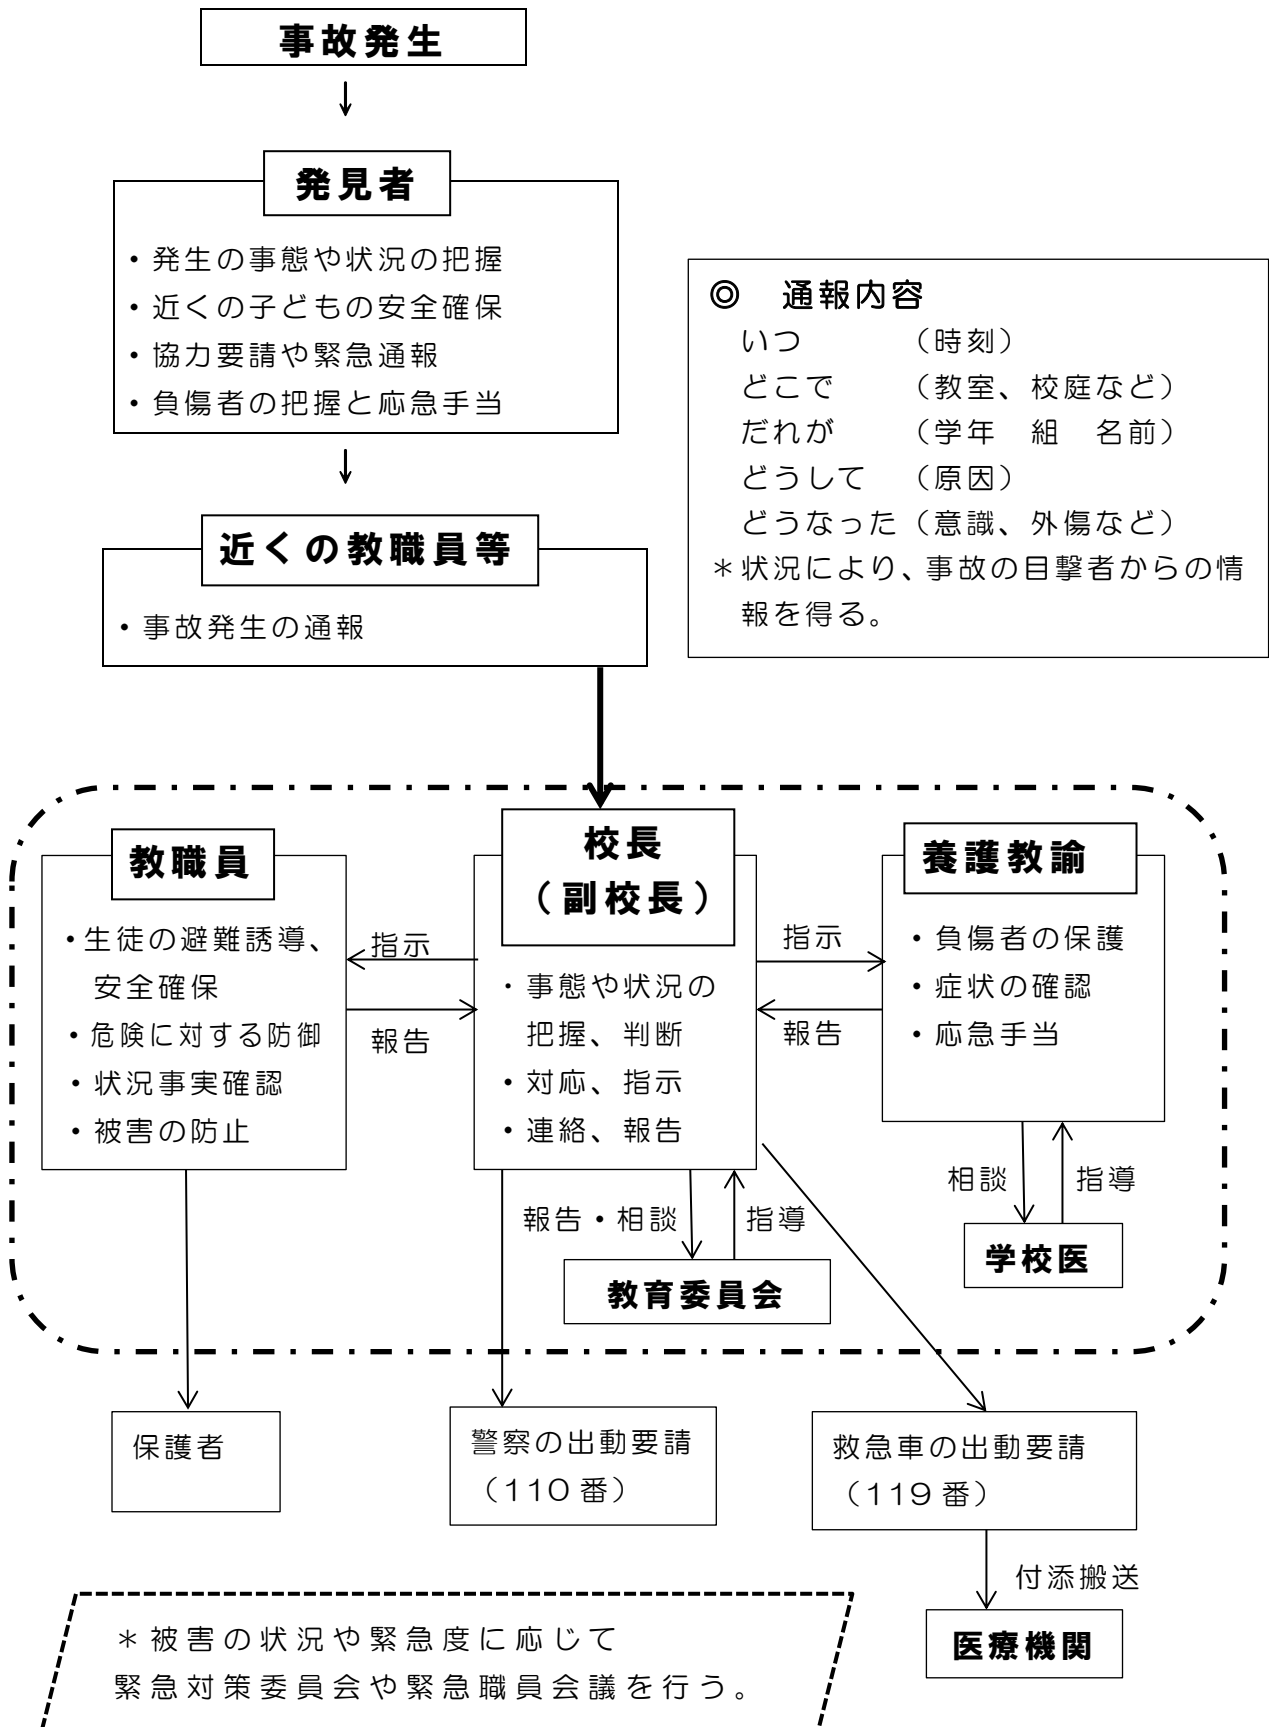 事故発生
発見者
・発生の事態や状況の把握
・近くの子どもの安全確保
・協力要請や緊急通報
・負傷者の把握と応急手当
◎　通報内容
いつ　　　（時刻）
どこで　　（教室、校庭など）
だれが　　（学年　組　名前）
どうして　（原因）
どうなった（意識、外傷など）
＊状況により、事故の目撃者からの情
報を得る。
近くの教職員等
・事故発生の通報
教職員
・生徒の避難誘導、
安全確保
・危険に対する防御
・状況事実確認
・被害の防止
指示
報告
校長
（副校長）
・事態や状況の
把握、判断
・対応、指示
・連絡、報告
指示
報告
養護教諭
・負傷者の保護
・症状の確認
・応急手当
報告・相談
指導
教育委員会
相談
指導
学校医
保護者
警察の出動要請
（110番）
救急車の出動要請
（119番）
付添搬送
医療機関
＊被害の状況や緊急度に応じて
緊急対策委員会や緊急職員会議を行う。